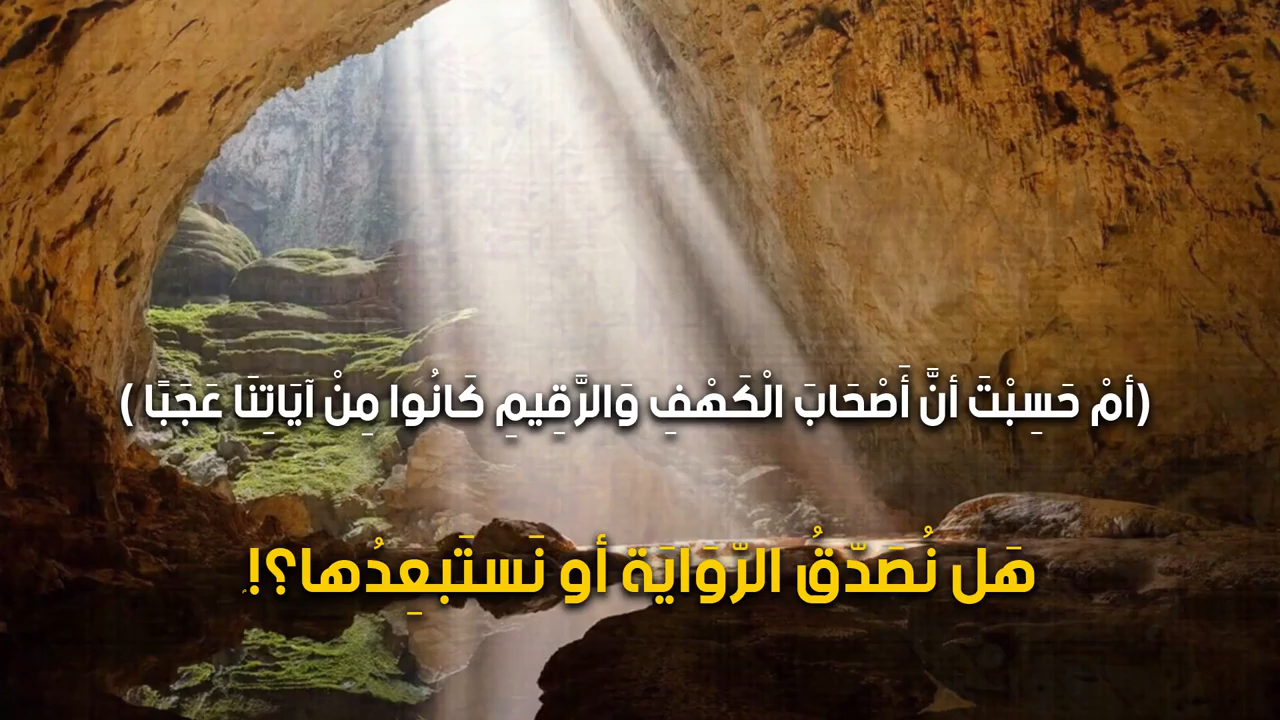 (أمْ حَسِبْتَ أنَّ أَصْحَابَ الْكَهْفِ وَالرَّقِيمِ كَانُوا مِنْ آيَاتِنَا عَجَبًا )
هَل نُصَدّقُ الرّوَايَة أو نَستَبعِدُها؟!